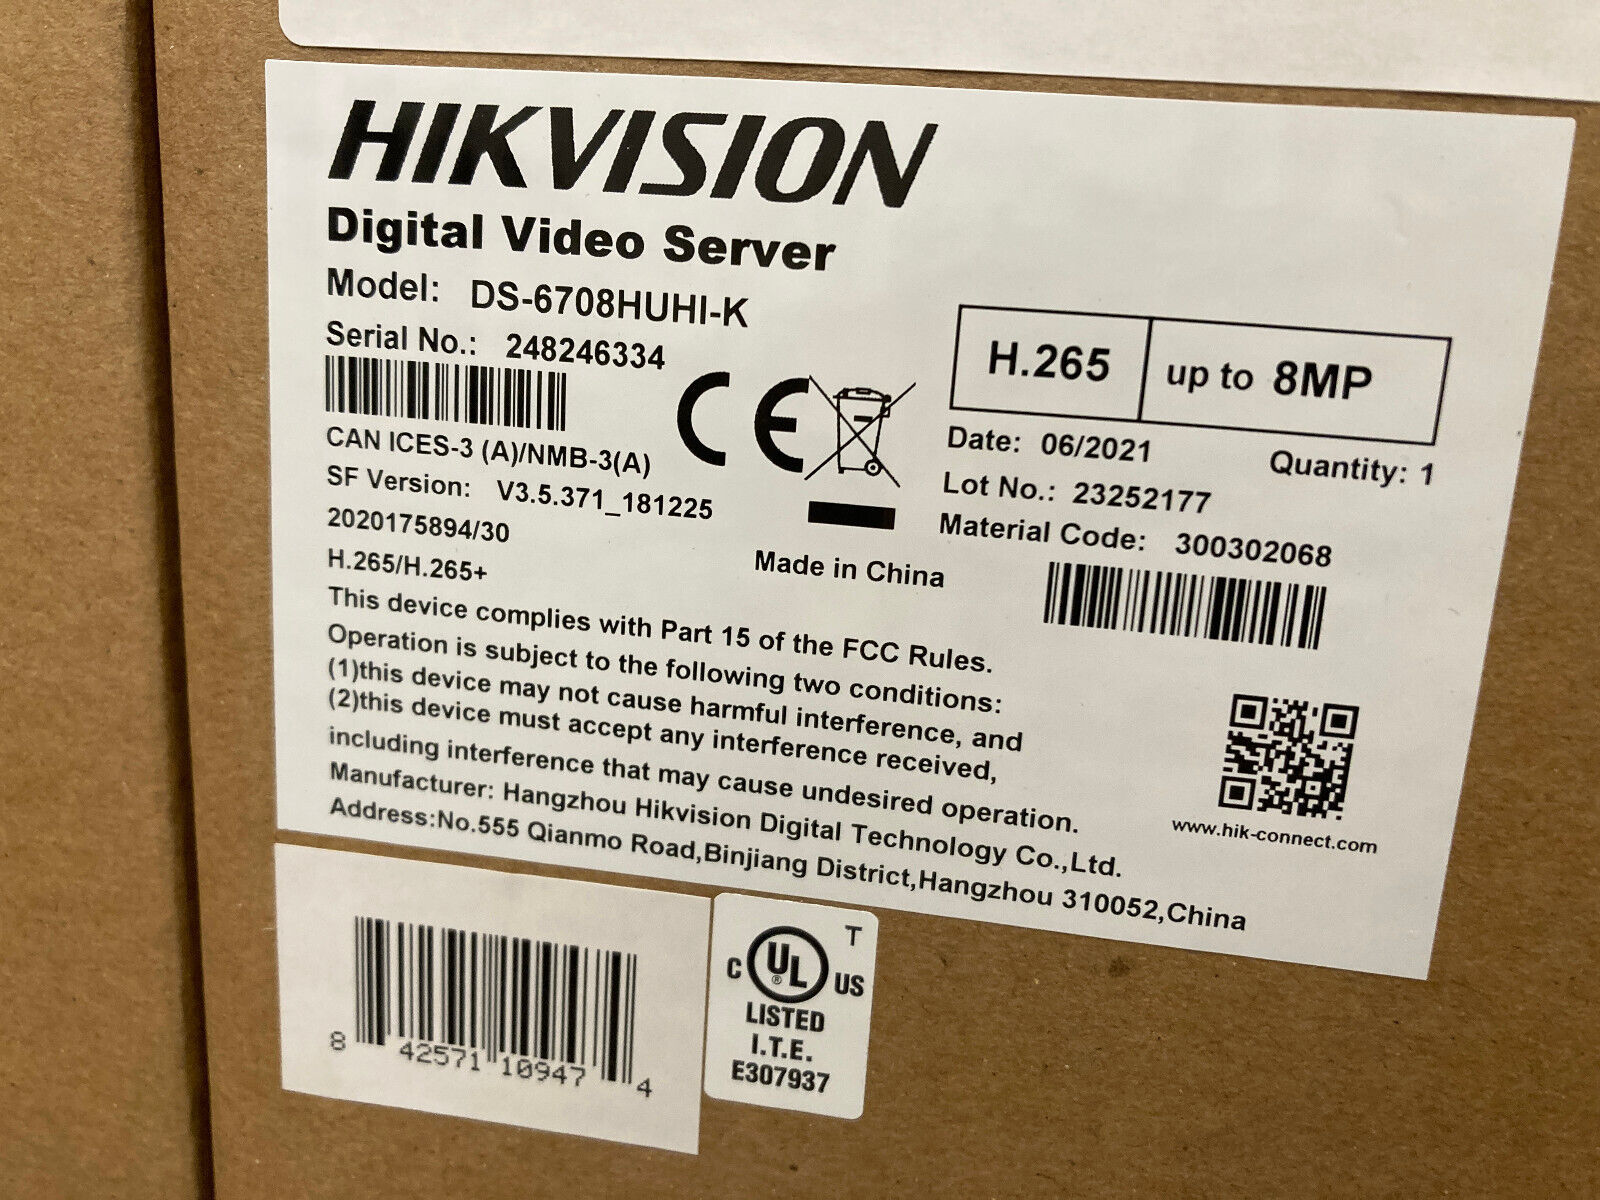 HIKVISION
Digital Video Server
Model: DS-6708HUHI-K
Serial No.: 248246334
CAN ICES-3 (A)/NMB-3(A)
SF Version: V3.5.371_181225
2020175894/30
H.265/H.265+
CE
H.265 up to 8MP
Date: 06/2021 Quantity: 1
Lot No.: 23252177
Material Code: 300302068
Made in China
This device complies with Part 15 of the FCC Rules.
Operation is subject to the following two conditions:
(1)this device may not cause harmful interference, and
(2)this device must accept any interference received,
including interference that may cause undesired operation.
Manufacturer: Hangzhou Hikvision Digital Technology Co.,Ltd.
Address:No.555 Qianmo Road,Binjiang District,Hangzhou 310052,China
www.hik-connect.com
8 42571 10947 4
T
C UL ® US
LISTED
I.T.E.
E307937